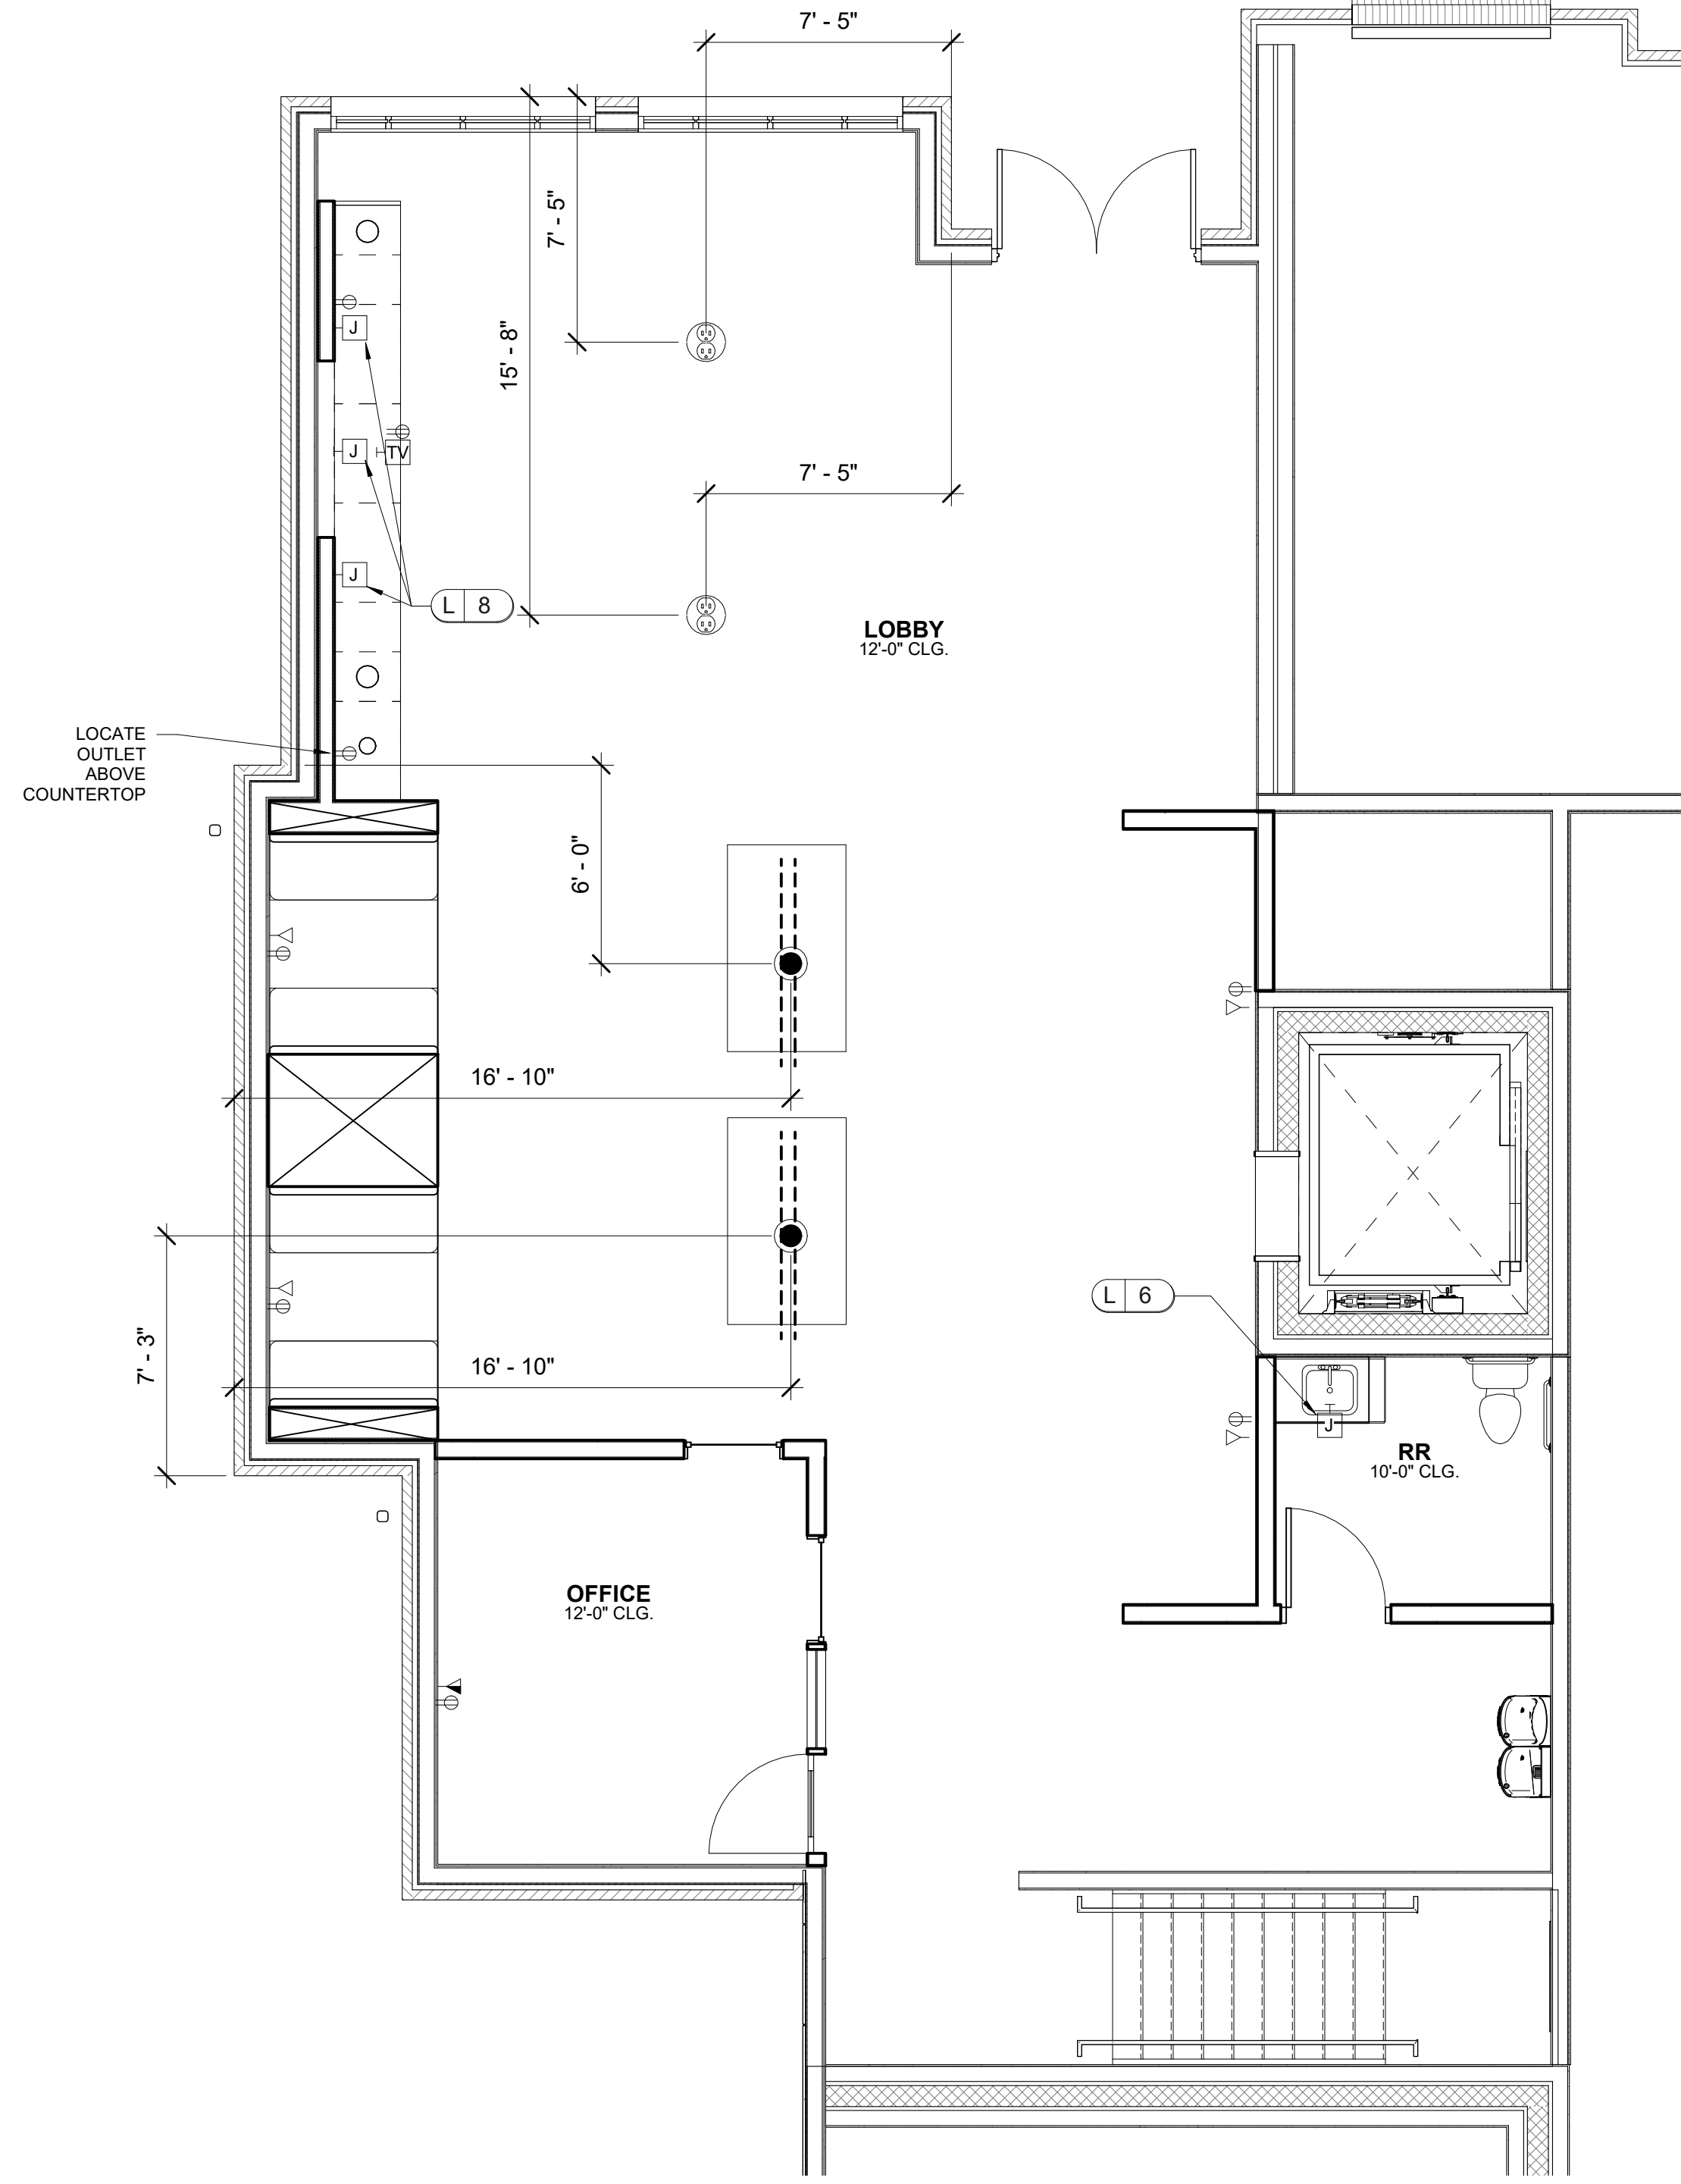 7' - 5"
7' - 5"
15' - 8"
J
J
TV
7' - 5"
J
L 8
LOBBY
12'-0" CLG.
LOCATE
OUTLET
ABOVE
COUNTERTOP
6' - 0"
16' - 10"
L 6
7' - 3"
16' - 10"
J
RR
10'-0" CLG.
OFFICE
12'-0" CLG.